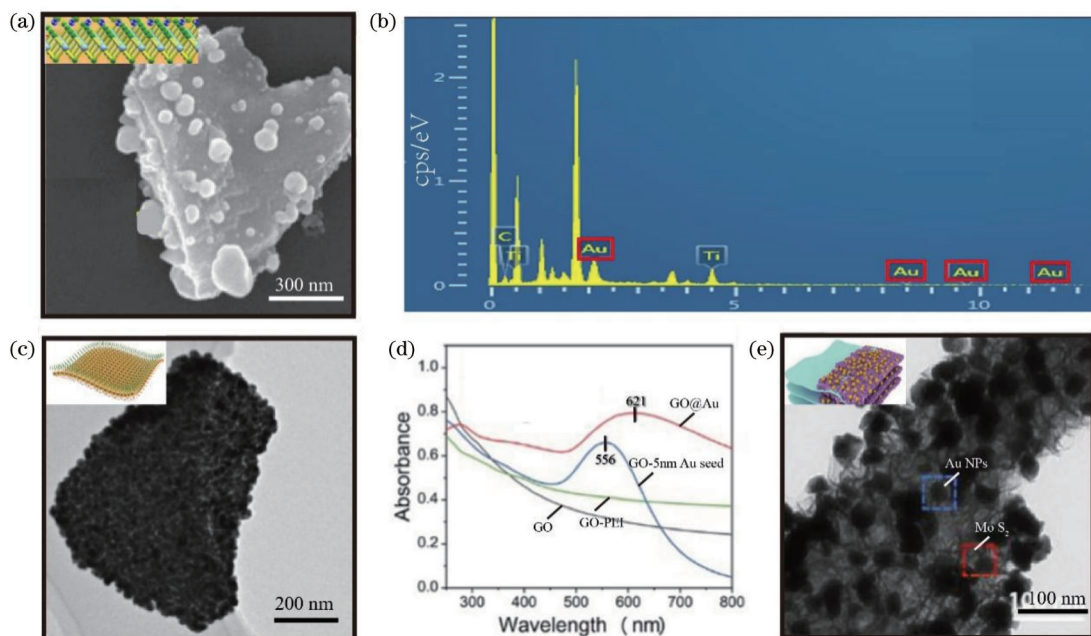 (a)
300 nm
(b)
cps/eV
2
1
0
C
Ti
Au
Ti
Au
Au
Au
0
5
10
(c)
200 nm
(d)
Absorbance
1.0
0.8
0.6
0.4
0.2
0.0
621
GO@Au
556
GO-5nm Au seed
GO
GO-PEI
300
400
500
600
700
800
Wavelength ( nm)
(e)
Au NPs
Mo S2
100 nm